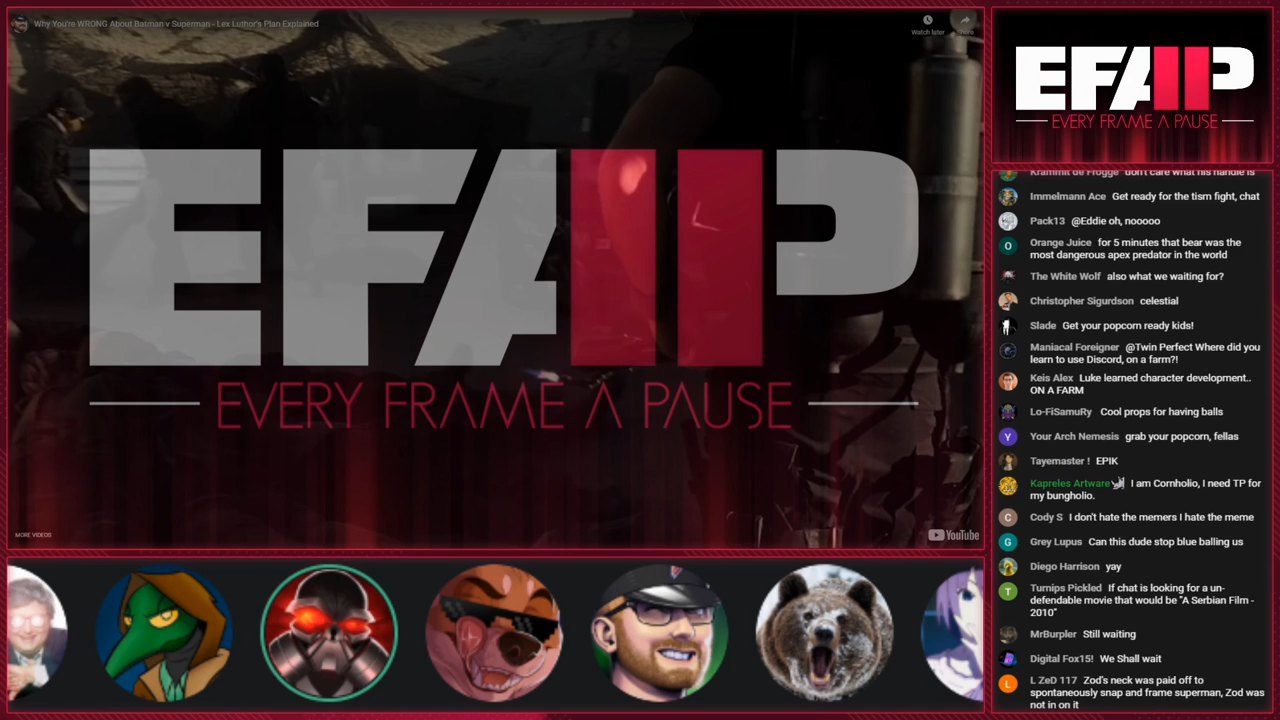 Why You're WRONG About Batman v Superman - Lex Luthor's Plan Explained
Watch later
Share
EFAP
EVERY FRAME A PAUSE
MORE VIDEOS
YouTube
EFAP
EVERY FRAME A PAUSE
Krammit de Frogge don't care what his handle is
Immelmann Ace Get ready for the tism fight, chat
Pack13 @Eddie oh, nooooo
Orange Juice for 5 minutes that bear was the
most dangerous apex predator in the world
The White Wolf also what we waiting for?
Christopher Sigurdson celestial
Slade Get your popcorn ready kids!
Maniacal Foreigner @Twin Perfect Where did you
learn to use Discord, on a farm?!
Keis Alex Luke learned character development..
ON A FARM
Lo-FiSamuRy Cool props for having balls
Y Your Arch Nemesis grab your popcorn, fellas
Tayemaster ! EPIK
Kapreles Artware I am Cornholio, I need TP for
my bungholio.
C Cody S I don't hate the memers I hate the meme
G Grey Lupus Can this dude stop blue balling us
Diego Harrison yay
T Turnips Pickled If chat is looking for a un-
defendable movie that would be "A Serbian Film -
2010"
MrBurpler Still waiting
Digital Fox15! We Shall wait
L L ZeD 117 Zod's neck was paid off to
spontaneously snap and frame superman, Zod was
not in on it